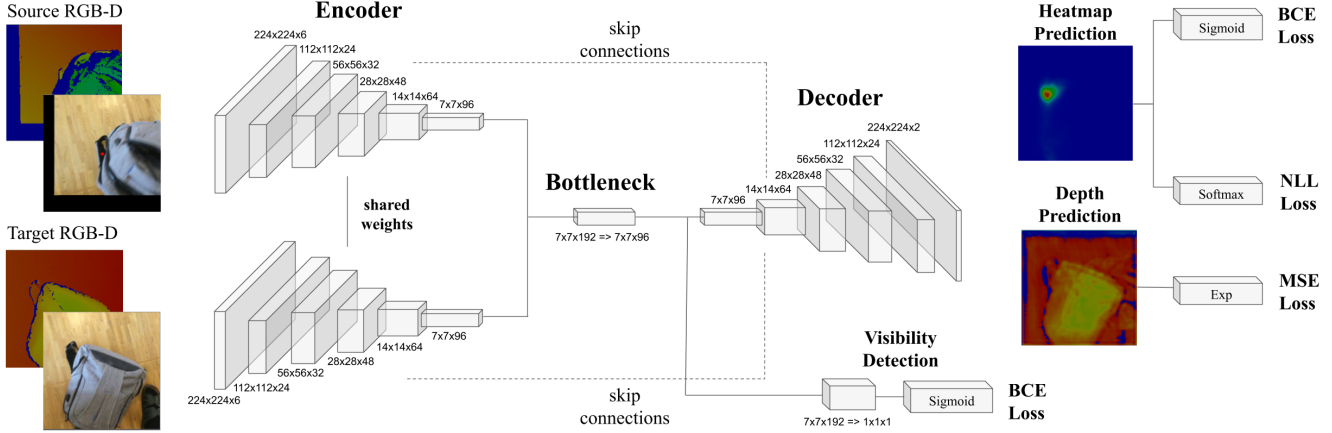 Source RGB-D
Encoder
224x224x6
112x112x24
56x56x32
28x28x48
14x14x64
7x7x96
skip
connections
shared
weights
Target RGB-D
224x224x6
112x112x24
56x56x32
28x28x48
14x14x64
7x7x96
Bottleneck
7x7x192 => 7x7x96
Decoder
7x7x96
14x14x64
28x28x48
56x56x32
112x112x24
224x224x2
skip
connections
Visibility
Detection
7x7x192 => 1x1x1
Sigmoid
BCE
Loss
Heatmap
Prediction
Sigmoid
BCE
Loss
Softmax
NLL
Loss
Depth
Prediction
Exp
MSE
Loss